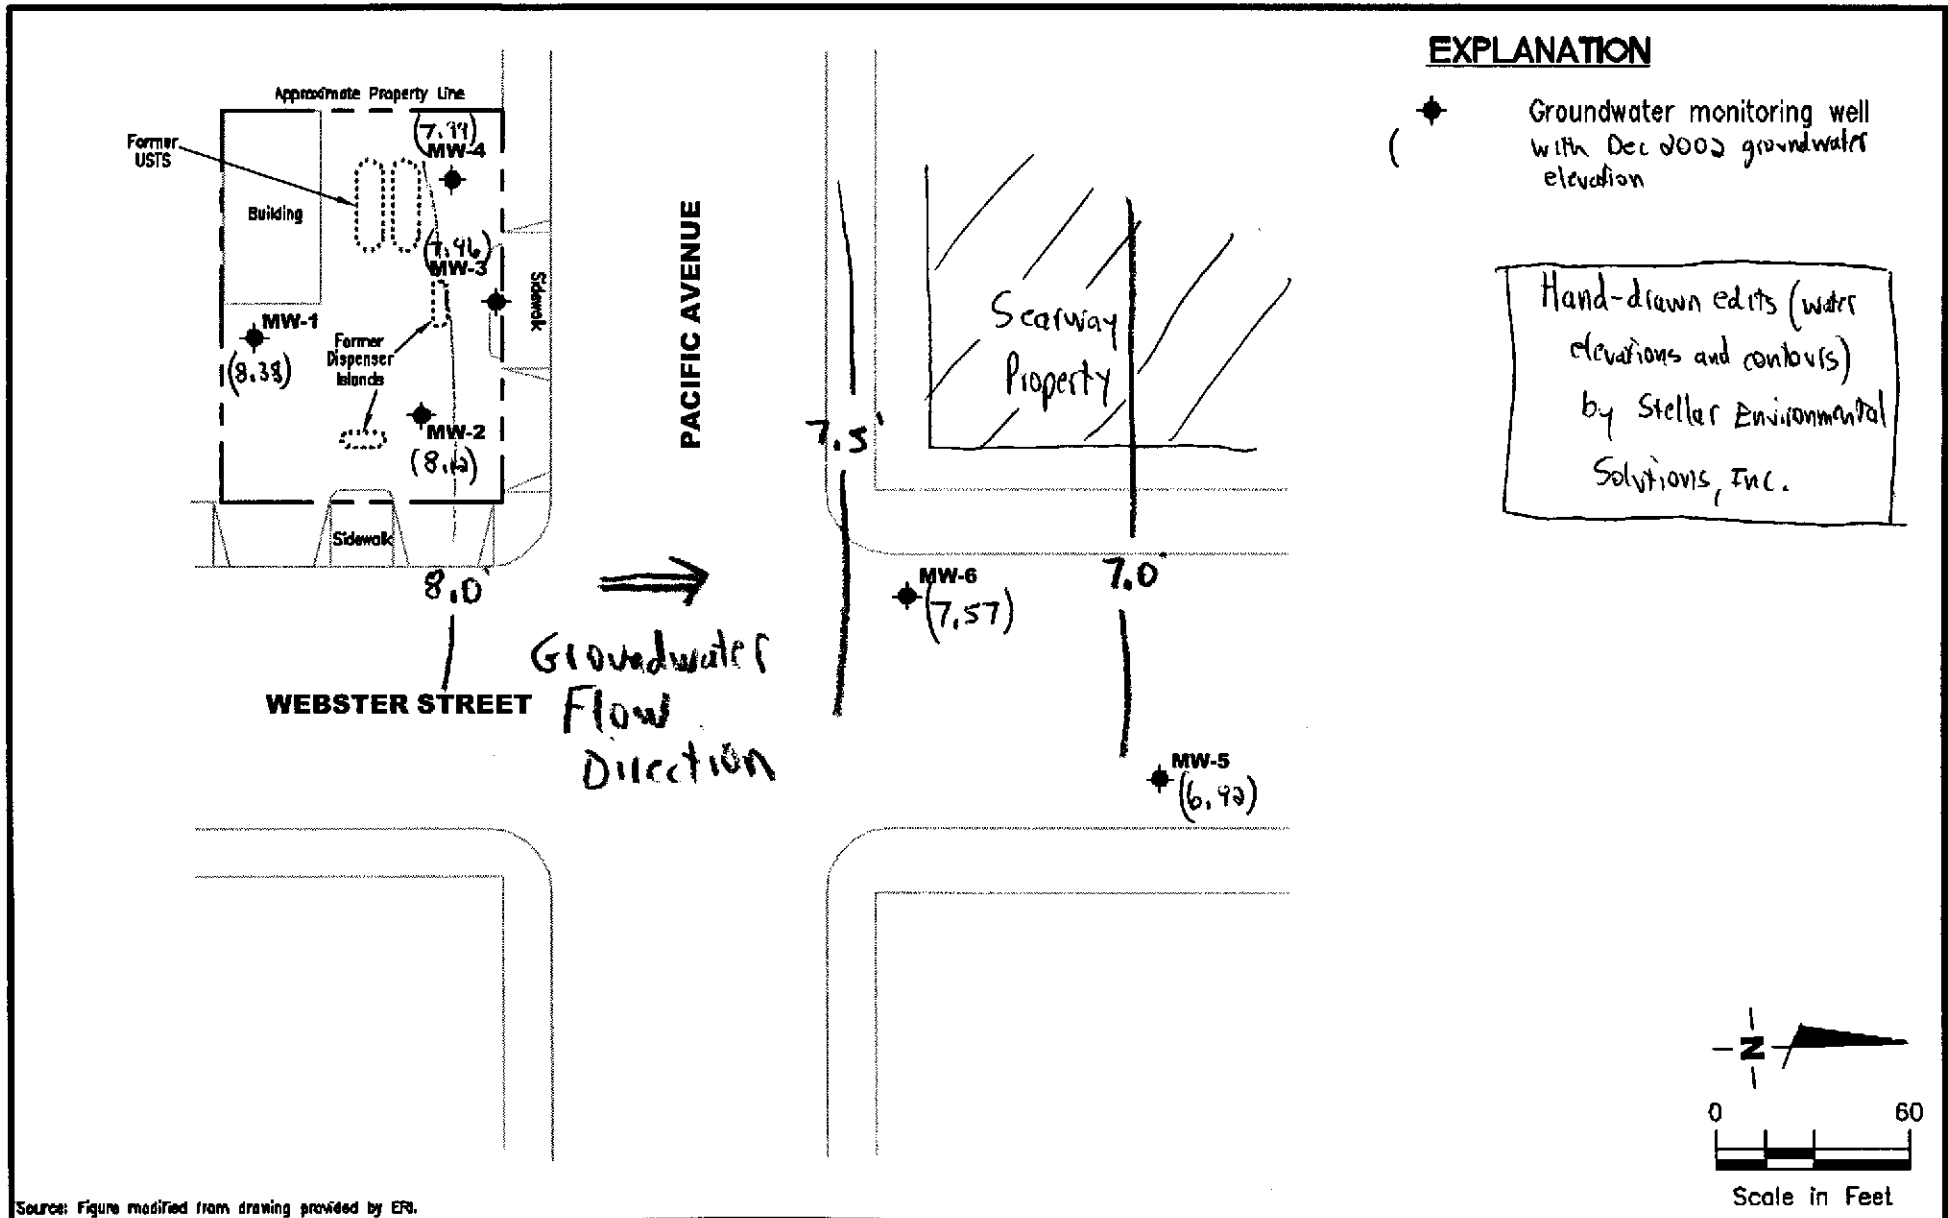 EXPLANATION
Groundwater monitoring well
( with Dec 2002 groundwater
elevation
Hand-drawn edits (water
elevations and contours)
by Stellar Environmental
Solutions, Inc.
Approximate Property Line
Former
USTS
Building
(7.99)
MW-4
(7.96)
MW-3
Sidewalk
MW-1
(8.38)
Former
Dispenser
Islands
MW-2
(8.12)
Sidewalk
PACIFIC AVENUE
Searway
Property
7.5'
8.0'
7.0'
MW-6
(7.57)
Groundwater
Flow
Direction
WEBSTER STREET
MW-5
(6.92)
N
0 60
Scale in Feet
Source: Figure modified from drawing provided by ERI.